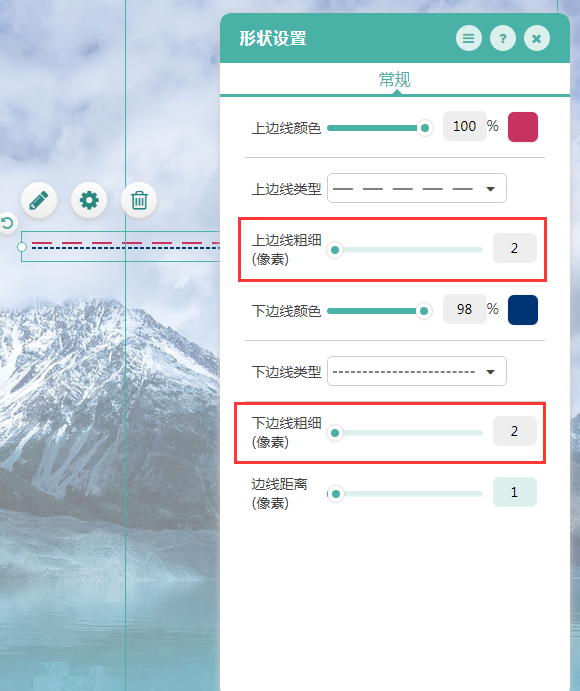 形状设置
?
常规
上边线颜色 100 %
上边线类型
上边线粗细
(像素) 2
下边线颜色 98 %
下边线类型
下边线粗细
(像素) 2
边线距离
(像素) 1